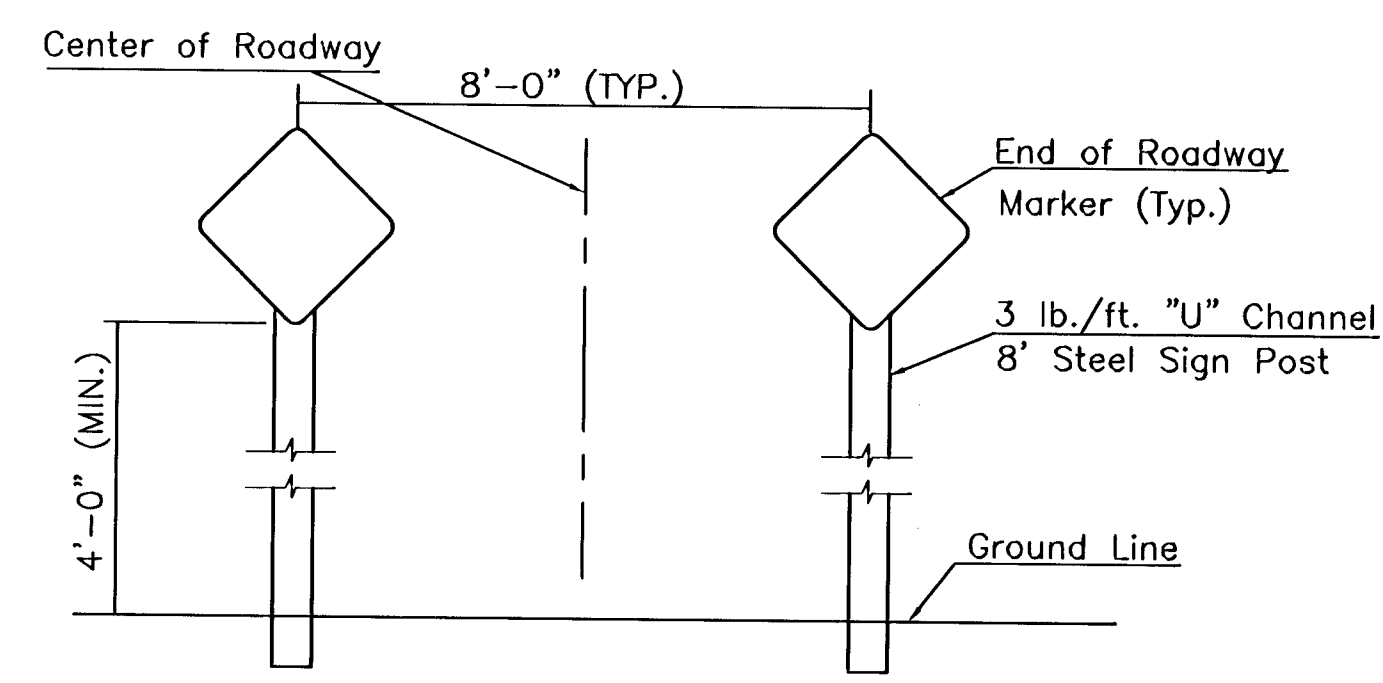 Center of Roadway
8'-0" (TYP.)
End of Roadway
Marker (Typ.)
3 lb./ft. "U" Channel
8' Steel Sign Post
4'-0" (MIN.)
Ground Line